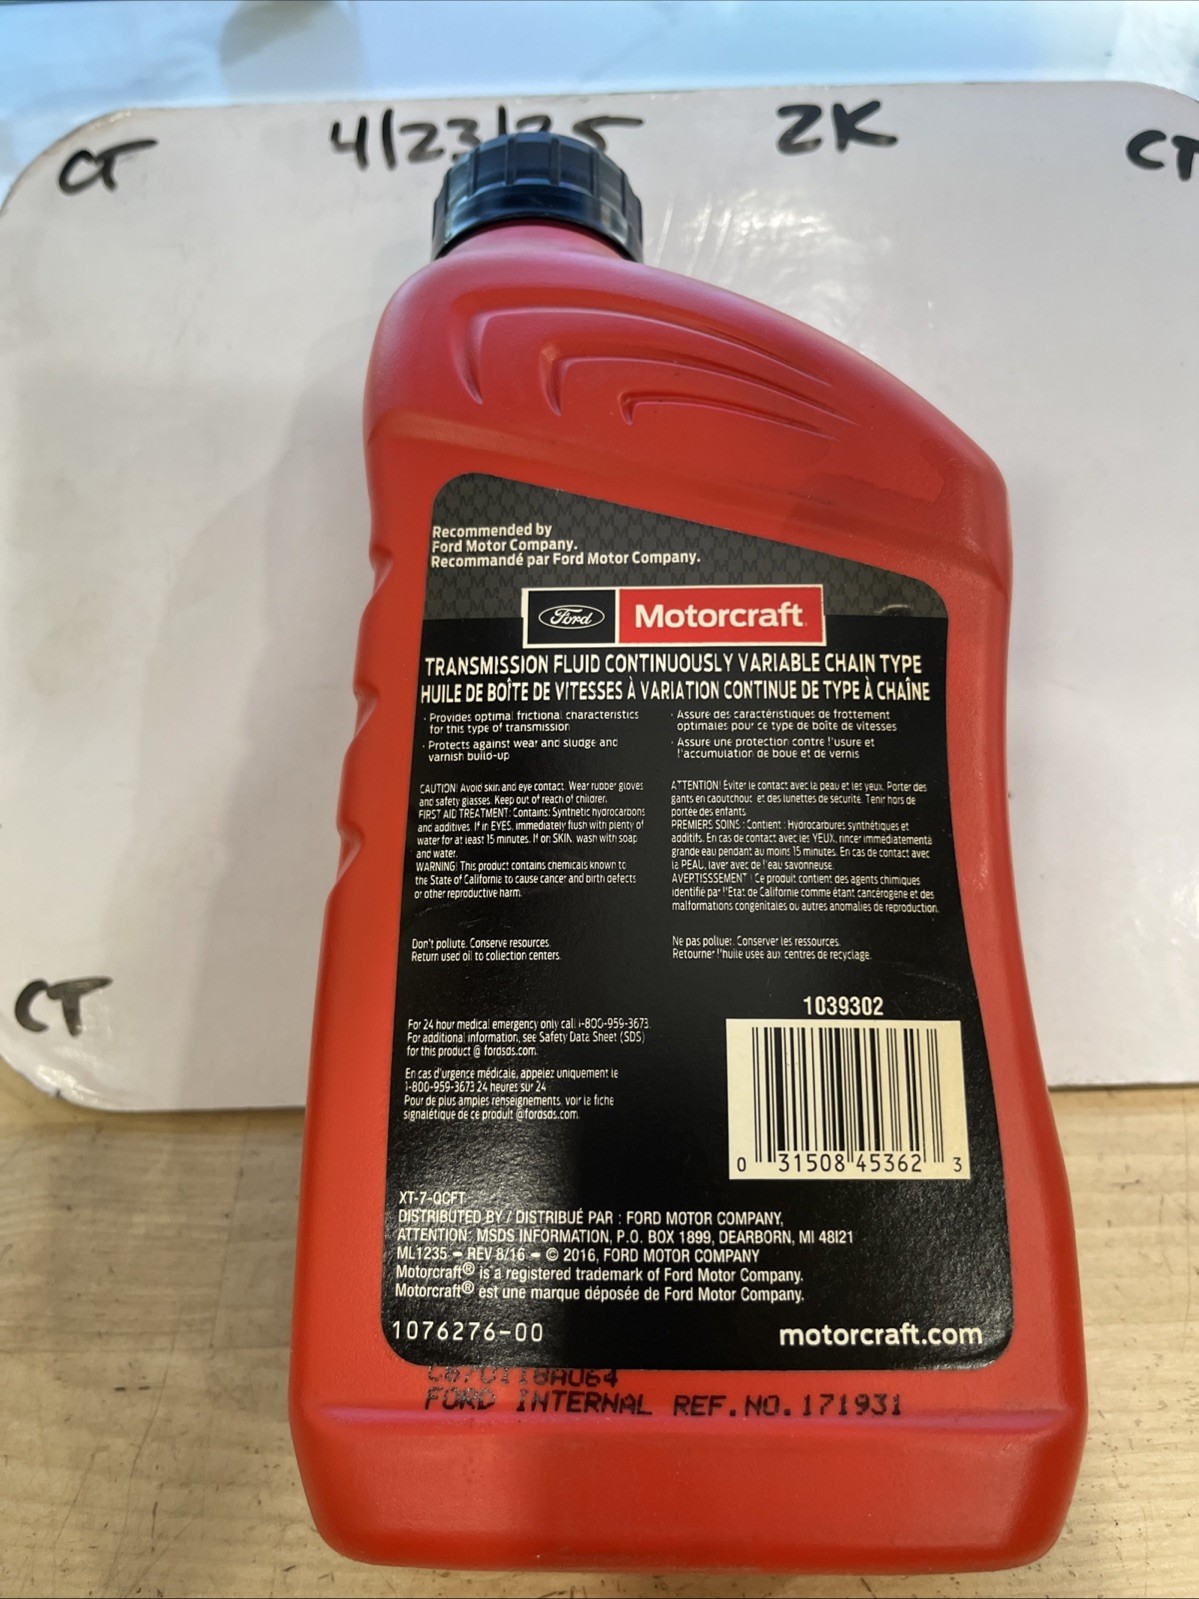 CT 4/23/25 2K CT
CT
Recommended by
Ford Motor Company.
Recommandé par Ford Motor Company.
Ford Motorcraft
TRANSMISSION FLUID CONTINUOUSLY VARIABLE CHAIN TYPE
HUILE DE BOÎTE DE VITESSES À VARIATION CONTINUE DE TYPE À CHAÎNE
· Provides optimal frictional characteristics
for this type of transmission
· Protects against wear and sludge and
varnish build-up
· Assure des caractéristiques de frottement
optimales pour ce type de boîte de vitesses
· Assure une protection contre l'usure et
l'accumulation de boue et de vernis
CAUTION! Avoid skin and eye contact. Wear rubber gloves
and safety glasses. Keep out of reach of children.
FIRST AID TREATMENT: Contains: Synthetic hydrocarbons
and additives. If in EYES, immediately flush with plenty of
water for at least 15 minutes. If on SKIN, wash with soap
and water.
WARNING! This product contains chemicals known to
the State of California to cause cancer and birth defects
or other reproductive harm.
ATTENTION! Éviter le contact avec la peau et les yeux. Porter des
gants en caoutchouc et des lunettes de sécurité. Tenir hors de
portée des enfants.
PREMIERS SOINS : Contient : Hydrocarbures synthétiques et
additifs. En cas de contact avec les YEUX, rincer immédiatementà
grande eau pendant au moins 15 minutes. En cas de contact avec
la PEAU, laver avec de l'eau savonneuse.
AVERTISSSEMENT ! Ce produit contient des agents chimiques
identifié par l'État de Californie comme étant cancérogène et des
malformations congénitales ou autres anomalies de reproduction.
Don't pollute. Conserve resources.
Return used oil to collection centers.
Ne pas polluer. Conserver les ressources.
Retourner l'huile usée aux centres de recyclage.
For 24 hour medical emergency only call 1-800-959-3673.
For additional information, see Safety Data Sheet (SDS)
for this product @ fordsds.com.
En cas d'urgence médicale, appelez uniquement le
1-800-959-3673 24 heures sur 24
Pour de plus amples renseignements, voir la fiche
signalétique de ce produit @fordsds.com.
1039302
0 31508 45362 3
XT-7-QCFT
DISTRIBUTED BY / DISTRIBUÉ PAR : FORD MOTOR COMPANY,
ATTENTION: MSDS INFORMATION, P.O. BOX 1899, DEARBORN, MI 48121
ML1235 - REV 8/16 - © 2016, FORD MOTOR COMPANY
Motorcraft® is a registered trademark of Ford Motor Company.
Motorcraft® est une marque déposée de Ford Motor Company.
1076276-00
motorcraft.com
FORD INTERNAL REF.NO.171931